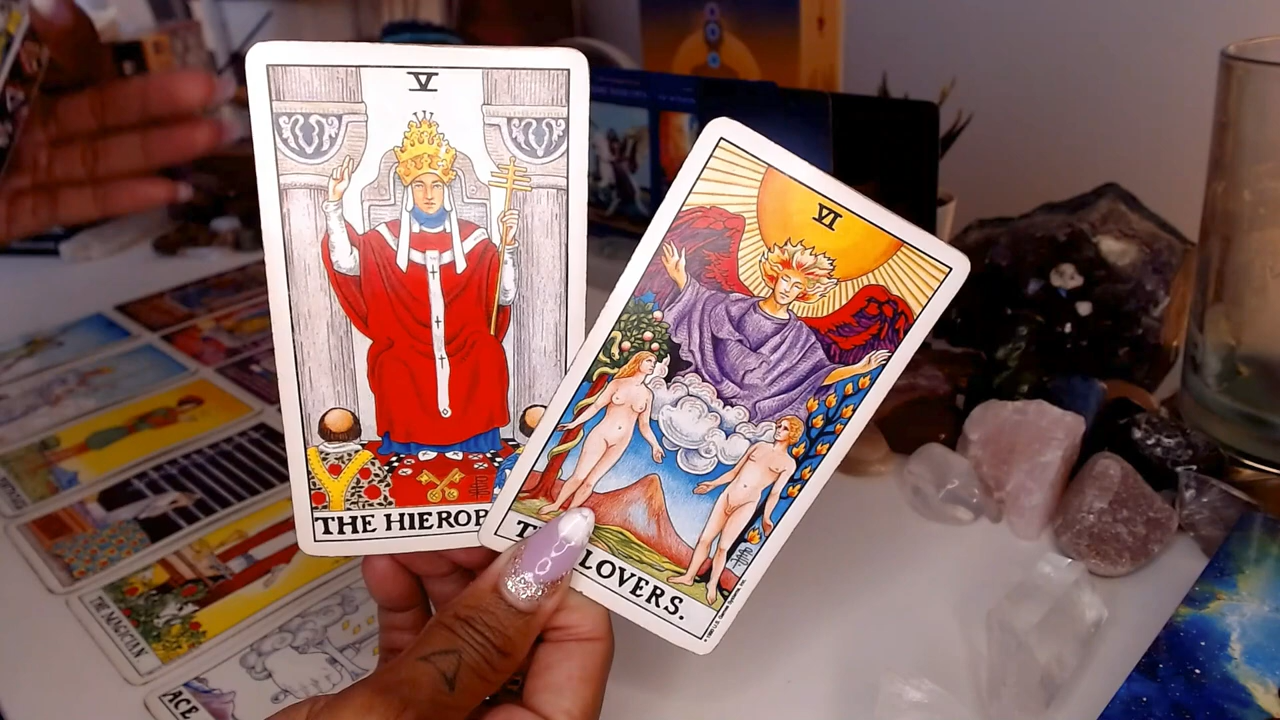 V
THE HIEROP
VI
LOVERS.
THE MAGICIAN
ACE